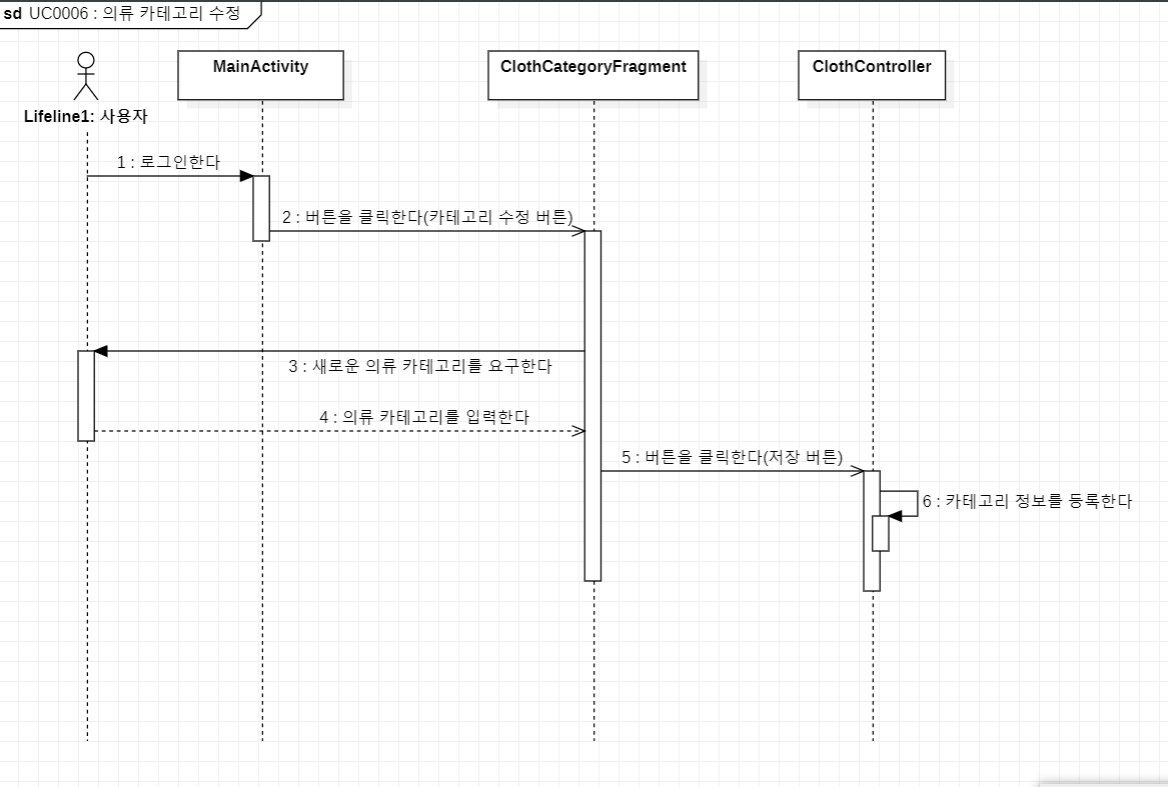 sd UC0006 : 의류 카테고리 수정
MainActivity
ClothCategoryFragment
ClothController
Lifeline1: 사용자
1 : 로그인한다
2 : 버튼을 클릭한다(카테고리 수정 버튼)
3 : 새로운 의류 카테고리를 요구한다
4 : 의류 카테고리를 입력한다
5 : 버튼을 클릭한다(저장 버튼)
6 : 카테고리 정보를 등록한다